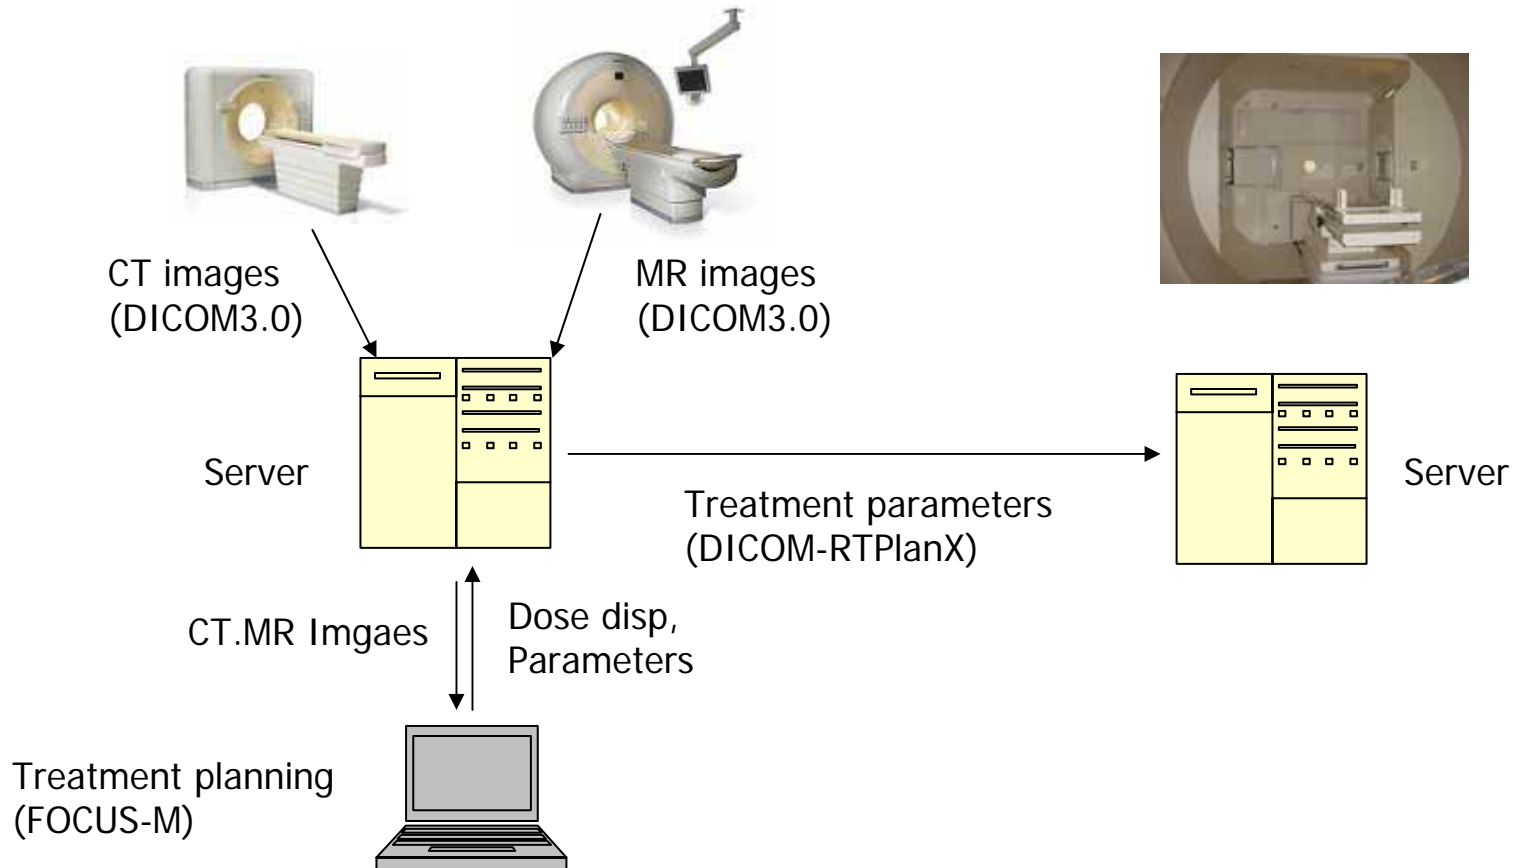 CT images
(DICOM3.0)
MR images
(DICOM3.0)
Server
Treatment parameters
(DICOM-RTPlanX)
Server
CT.MR Imgaes
Dose disp,
Parameters
Treatment planning
(FOCUS-M)